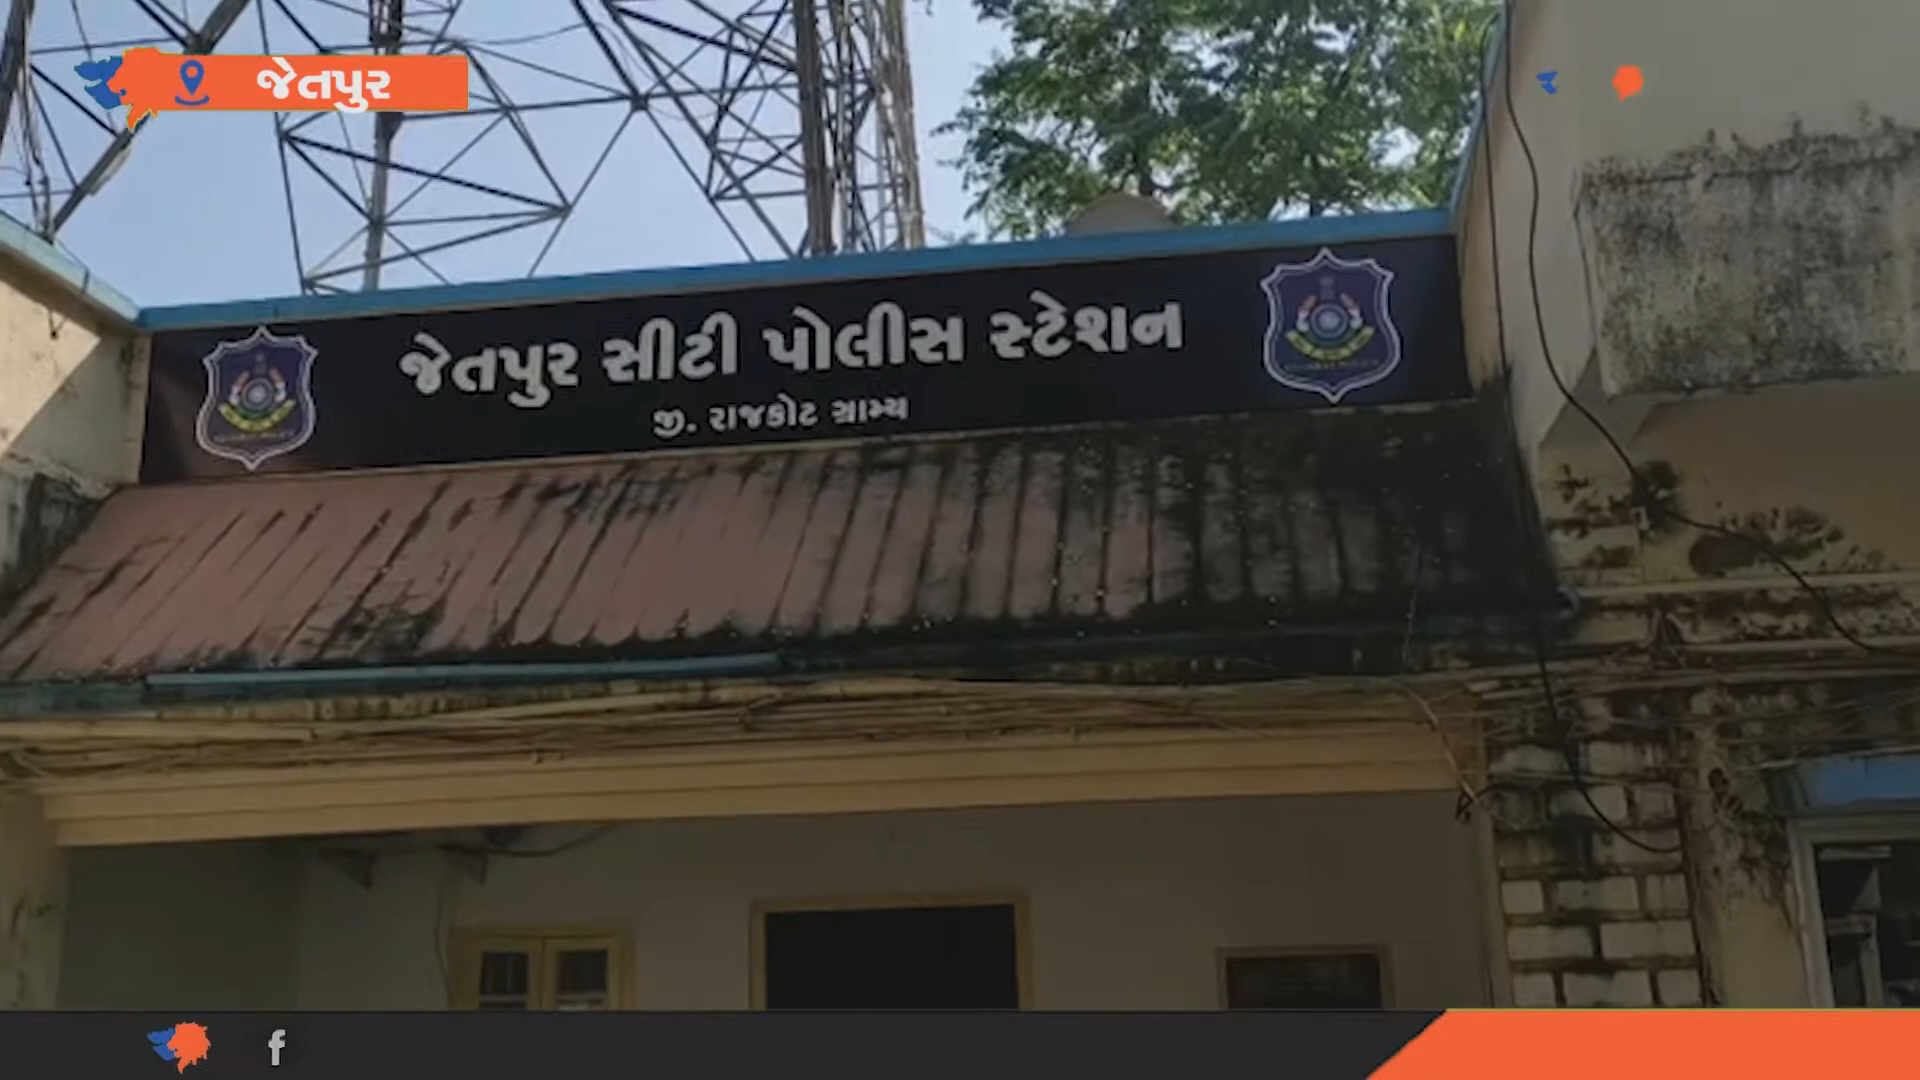 જેતપુર
જેતપુર સીટી પોલીસ સ્ટેશન
જી. રાજકોટ ગ્રામ્ય
f